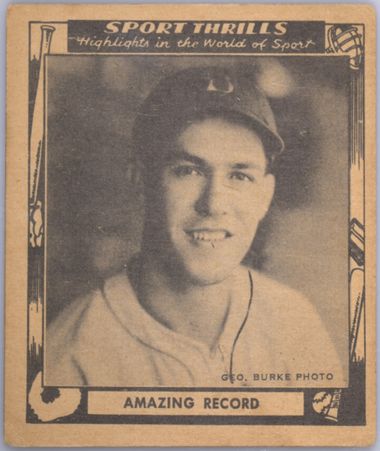 SPORT THRILLS
Highlights in the World of Sport
GEO. BURKE PHOTO
AMAZING RECORD